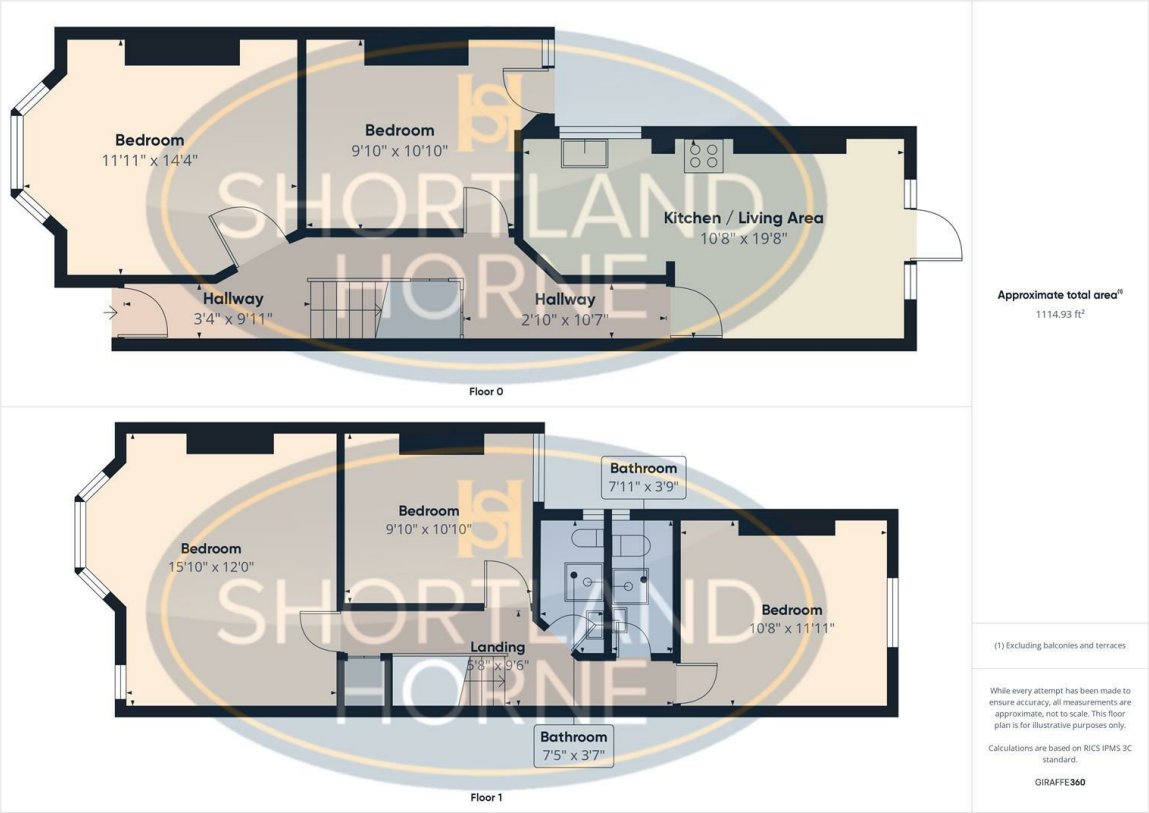 Bedroom
11'11" x 14'4"
Bedroom
9'10" x 10'10"
Kitchen / Living Area
10'8" x 19'8"
Hallway
3'4" x 9'11"
Hallway
2'10" x 10'7"
SHORTLAND
HORNE
Floor 0
Bathroom
7'11" x 3'9"
Bedroom
9'10" x 10'10"
Bedroom
15'10" x 12'0"
Bedroom
10'8" x 11'11"
Landing
5'8" x 9'6"
SHORTLAND
HORNE
Bathroom
7'5" x 3'7"
Floor 1
Approximate total area(1)
1114.93 ft²
(1) Excluding balconies and terraces
While every attempt has been made to
ensure accuracy, all measurements are
approximate, not to scale. This floor
plan is for illustrative purposes only.
Calculations are based on RICS IPMS 3C
standard.
GIRAFFE360